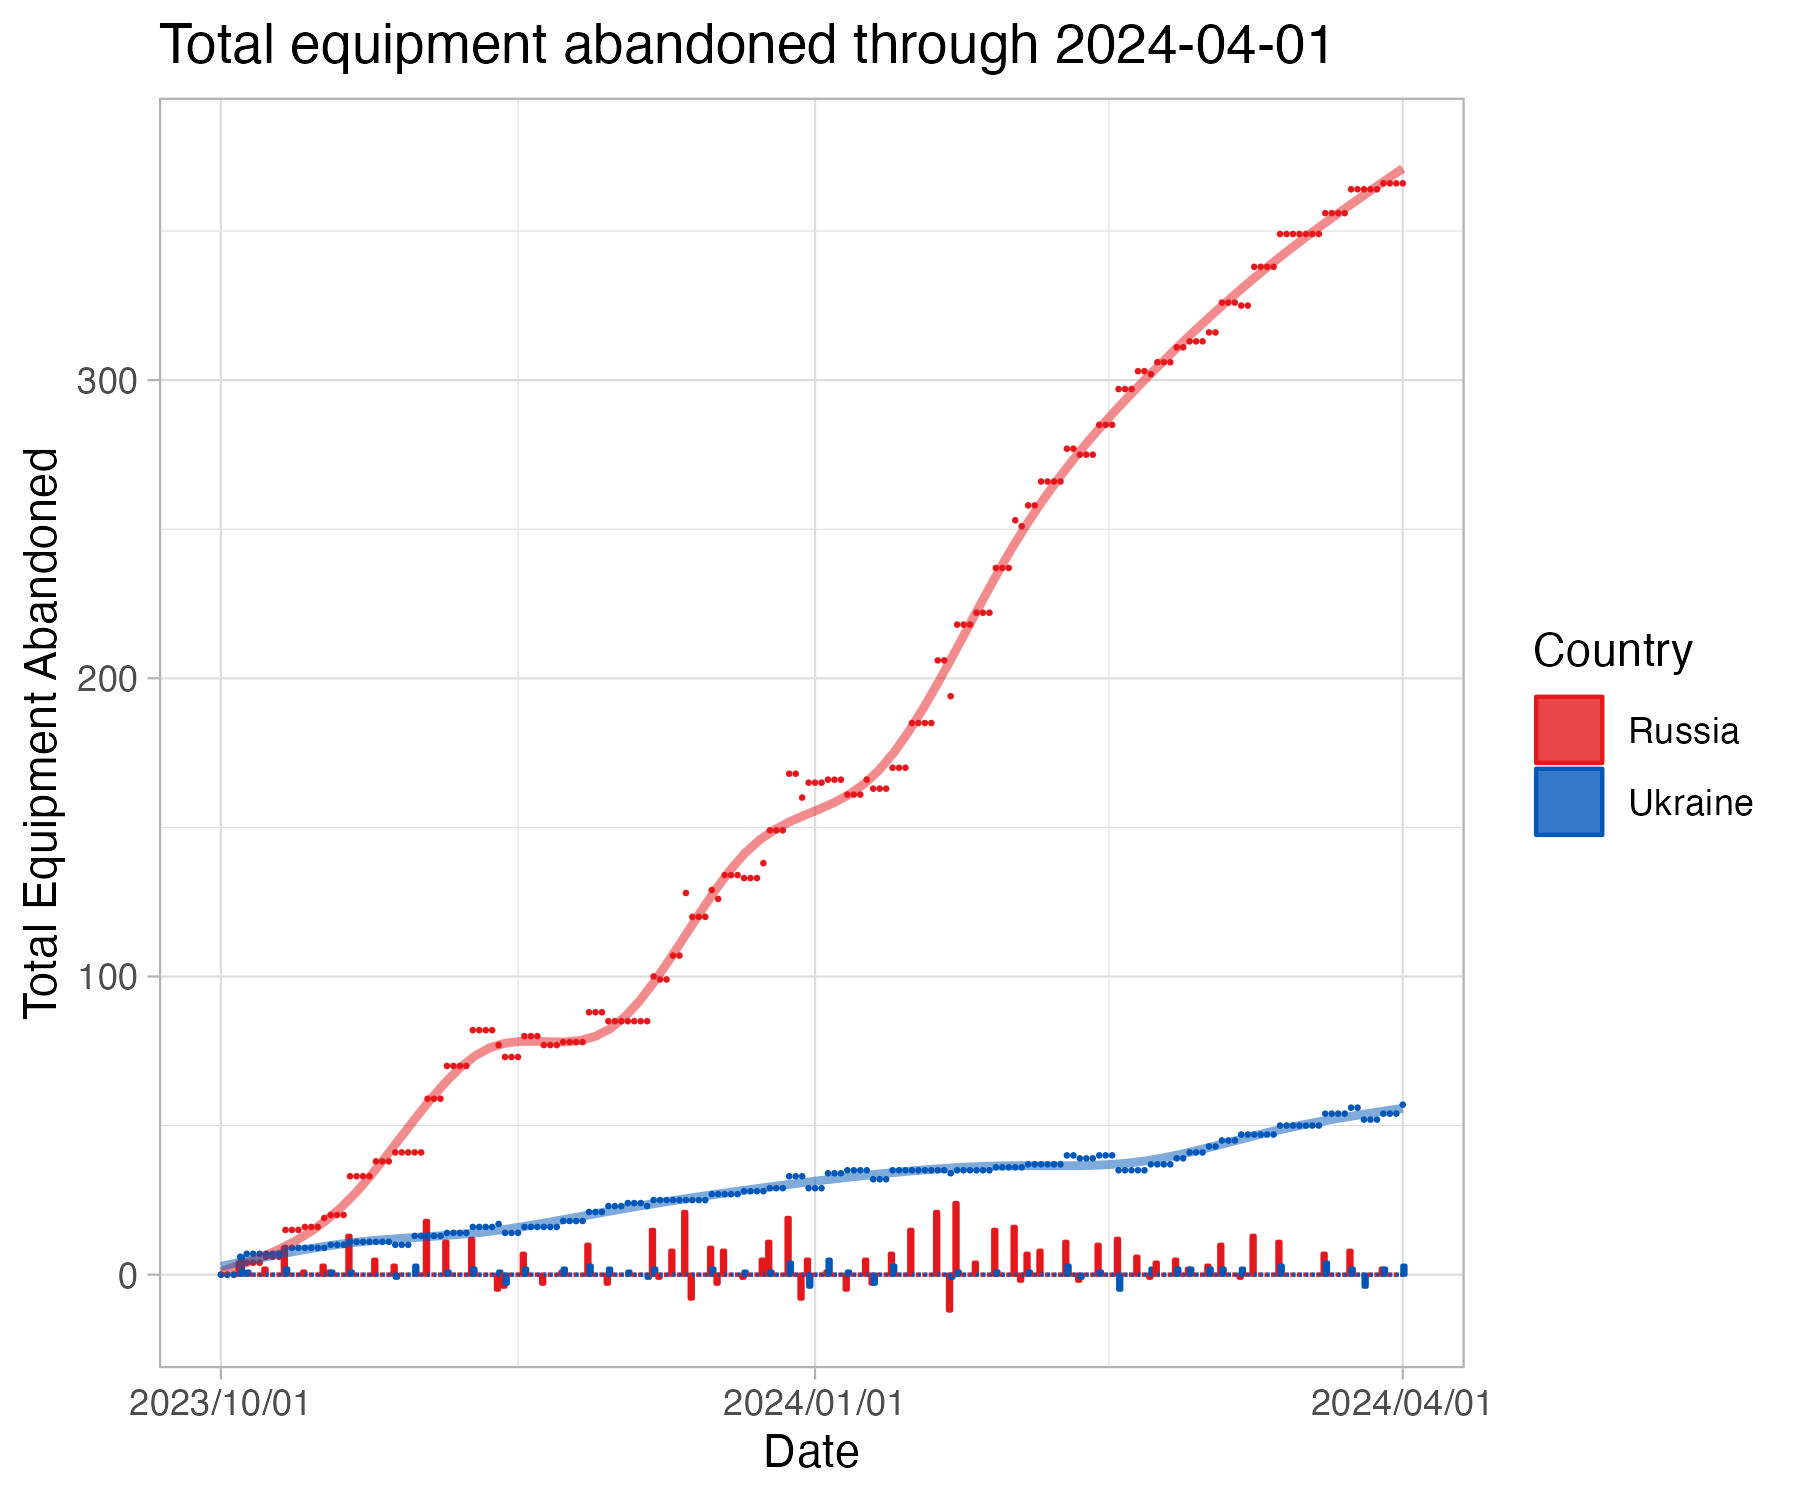 Total equipment abandoned through 2024-04-01
Total Equipment Abandoned
300
200
100
0
2023/10/01
2024/01/01
2024/04/01
Date
Country
Russia
Ukraine